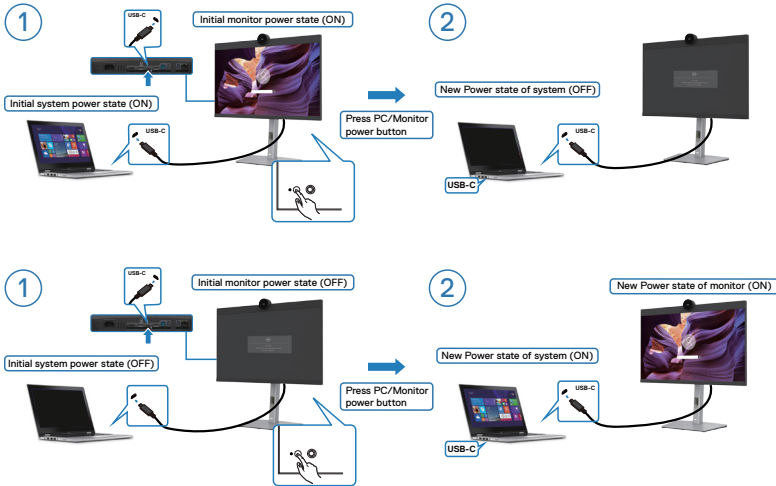 1
USB-C
Initial monitor power state (ON)
2
Initial system power state (ON)
USB-C
Press PC/Monitor
power button
New Power state of system (OFF)
USB-C
USB-C
1
USB-C
Initial monitor power state (OFF)
2
New Power state of monitor (ON)
Initial system power state (OFF)
USB-C
Press PC/Monitor
power button
New Power state of system (ON)
USB-C
USB-C